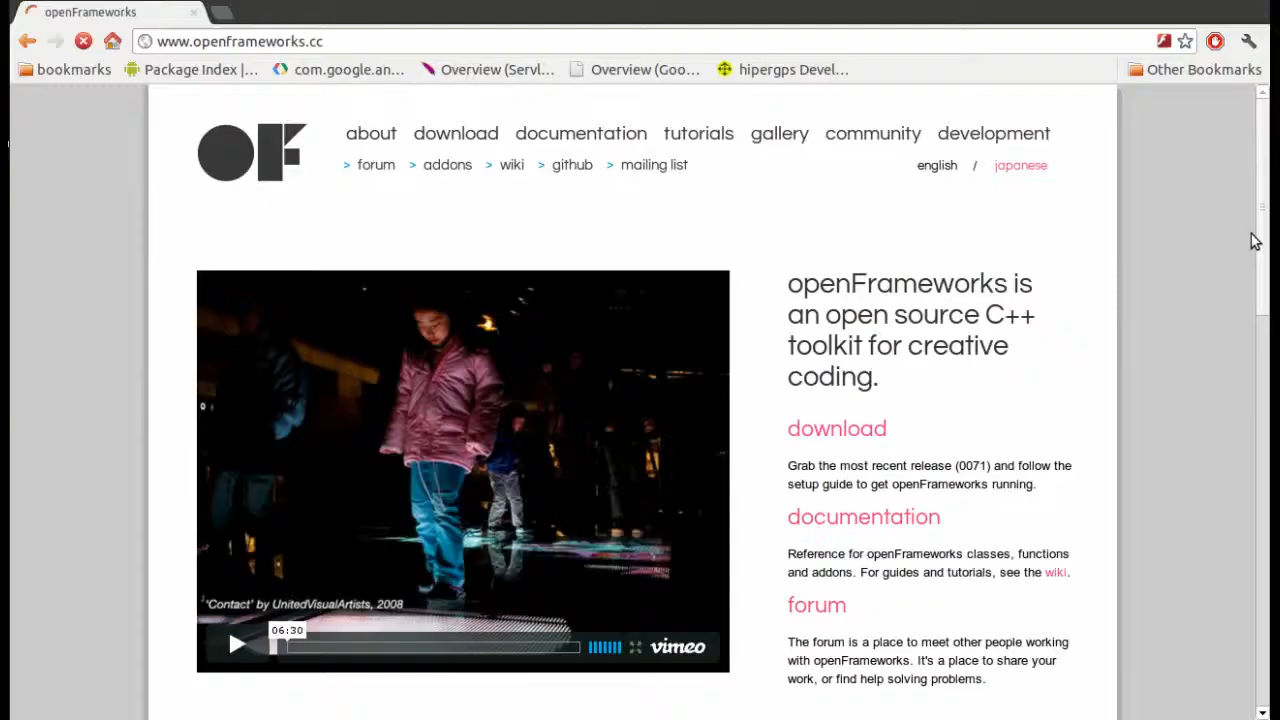 openFrameworks
www.openframeworks.cc
bookmarks
Package Index |...
com.google.an...
Overview (Servl...
Overview (Goo...
hipergps Devel...
Other Bookmarks
OF
about download documentation tutorials gallery community development
> forum > addons > wiki > github > mailing list
english / japanese
openFrameworks is
an open source C++
toolkit for creative
coding.
download
Grab the most recent release (0071) and follow the
setup guide to get openFrameworks running.
documentation
Reference for openFrameworks classes, functions
and addons. For guides and tutorials, see the wiki.
forum
The forum is a place to meet other people working
with openFrameworks. It's a place to share your
work, or find help solving problems.
'Contact' by UnitedVisualArtists, 2008
06:30
vimeo